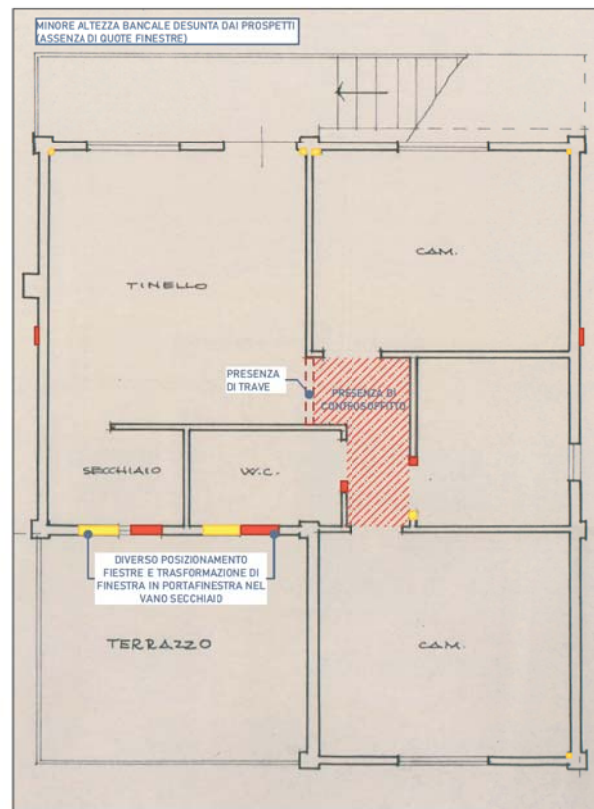 MINORE ALTEZZA BANCALE DESUNTA DAI PROSPETTI
(ASSENZA DI QUOTE FINESTRE)
CAM.
TINELLO
PRESENZA
DI TRAVE
PRESENZA DI
CONTROSOFFITTO
SECCHIAIO
W.C.
DIVERSO POSIZIONAMENTO
FIESTRE E TRASFORMAZIONE DI
FINESTRA IN PORTAFINESTRA NEL
VANO SECCHIAIO
TERRAZZO
CAM.